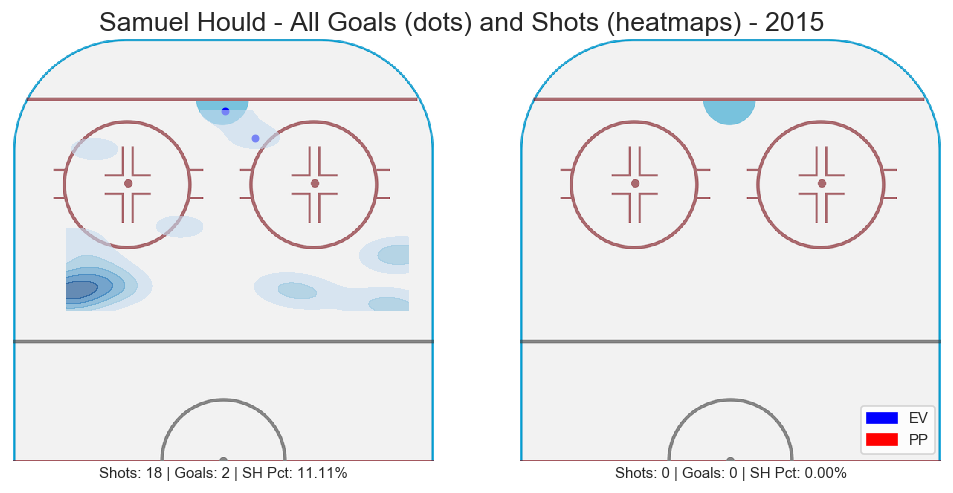 Samuel Hould - All Goals (dots) and Shots (heatmaps) - 2015
EV
PP
Shots: 18 | Goals: 2 | SH Pct: 11.11%
Shots: 0 | Goals: 0 | SH Pct: 0.00%